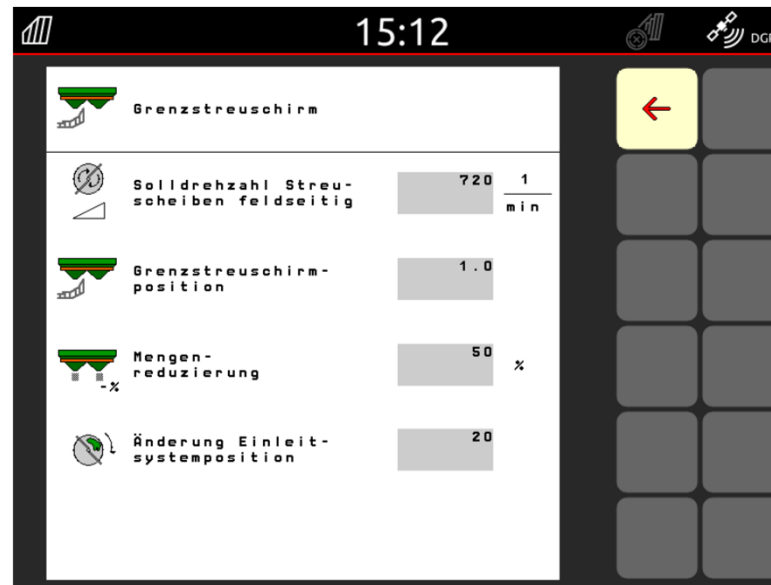 15:12
Grenzstreuschirm
Solldrehzahl Streu-
scheiben feldseitig
720
1
min
Grenzstreuschirm-
position
1.0
Mengen-
reduzierung
50
%
-%
Änderung Einleit-
systemposition
20